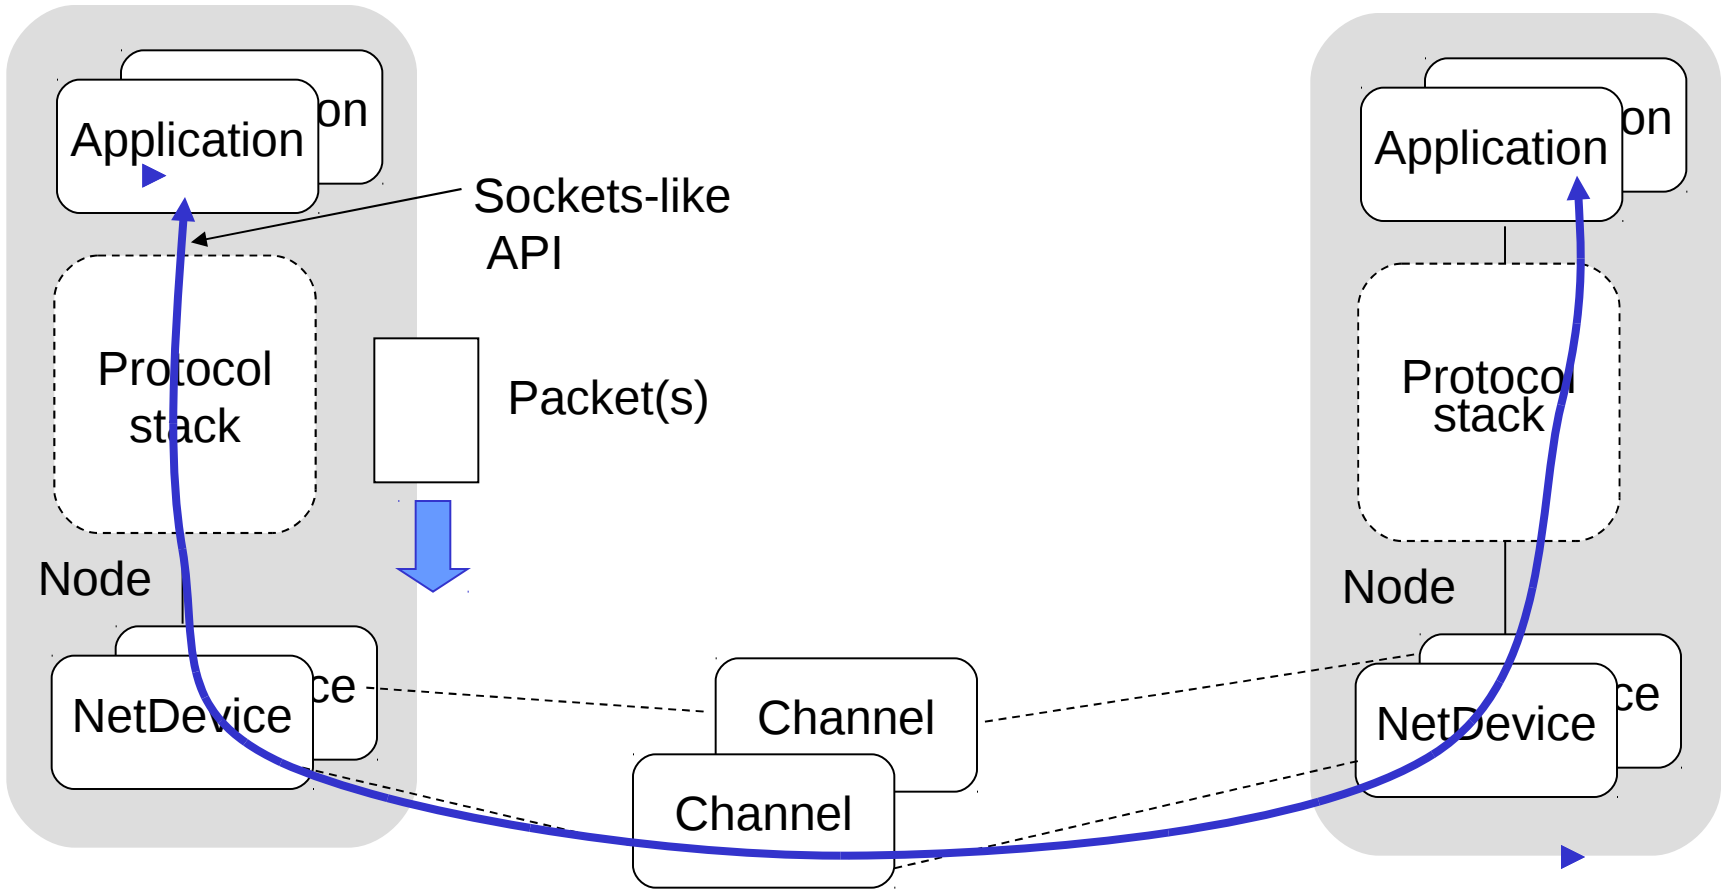 Application
on
Sockets-like
API
Protocol
stack
Packet(s)
Node
NetDevice
ce
Channel
Channel
Application
on
Protocol
stack
Node
NetDevice
ce